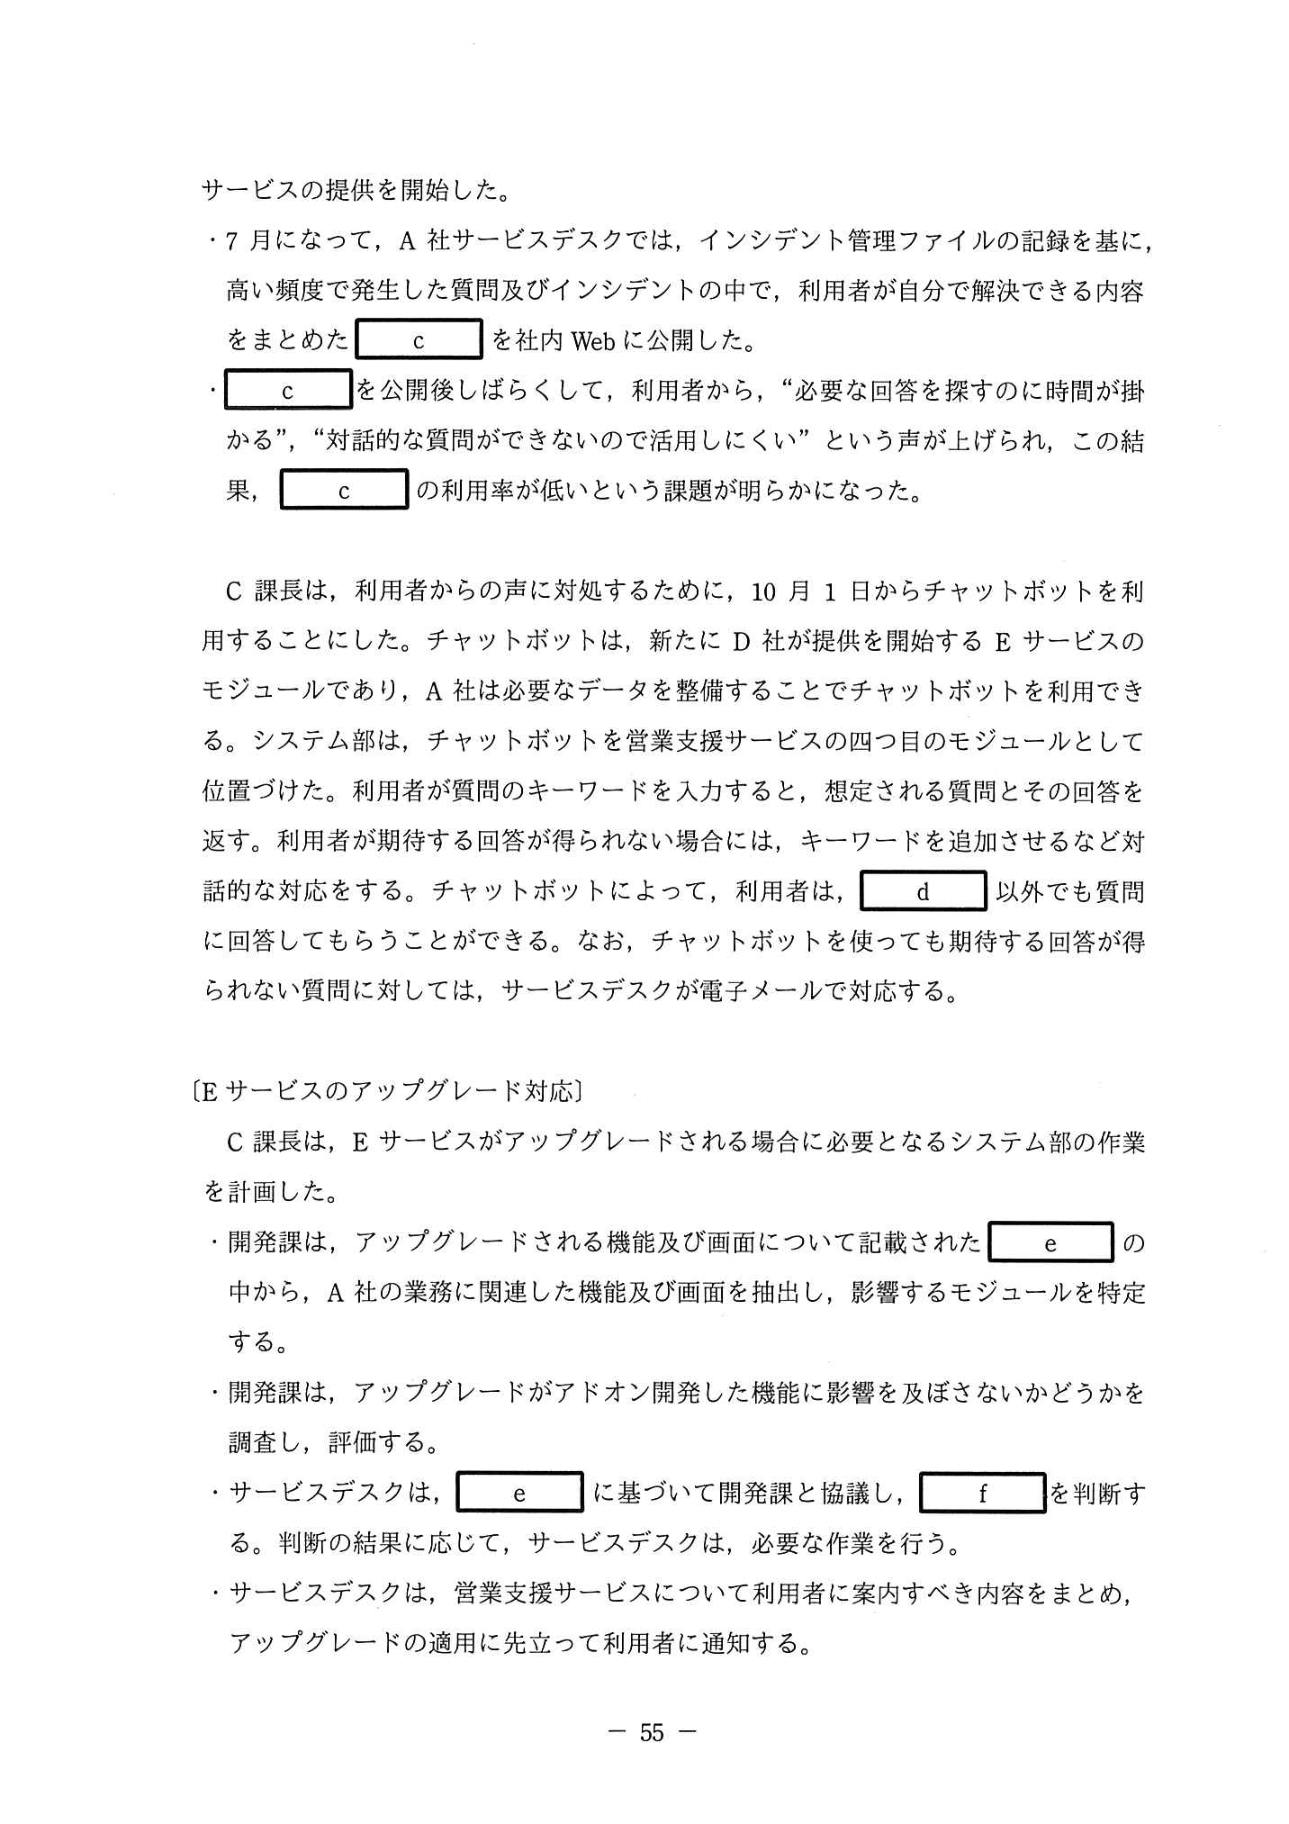 サービスの提供を開始した。
・7 月になって，A 社サービスデスクでは，インシデント管理ファイルの記録を基に，
高い頻度で発生した質問及びインシデントの中で，利用者が自分で解決できる内容
をまとめた c を社内 Web に公開した。
・ c を公開後しばらくして，利用者から，“必要な回答を探すのに時間が掛
かる”，“対話的な質問ができないので活用しにくい” という声が上げられ，この結
果， c の利用率が低いという課題が明らかになった。
C 課長は，利用者からの声に対処するために，10 月 1 日からチャットボットを利
用することにした。チャットボットは，新たに D 社が提供を開始する E サービスの
モジュールであり，A 社は必要なデータを整備することでチャットボットを利用でき
る。システム部は，チャットボットを営業支援サービスの四つ目のモジュールとして
位置づけた。利用者が質問のキーワードを入力すると，想定される質問とその回答を
返す。利用者が期待する回答が得られない場合には，キーワードを追加させるなど対
話的な対応をする。チャットボットによって，利用者は， d 以外でも質問
に回答してもらうことができる。なお，チャットボットを使っても期待する回答が得
られない質問に対しては，サービスデスクが電子メールで対応する。
〔E サービスのアップグレード対応〕
C 課長は，E サービスがアップグレードされる場合に必要となるシステム部の作業
を計画した。
・開発課は，アップグレードされる機能及び画面について記載された e の
中から，A 社の業務に関連した機能及び画面を抽出し，影響するモジュールを特定
する。
・開発課は，アップグレードがアドオン開発した機能に影響を及ぼさないかどうかを
調査し，評価する。
・サービスデスクは， e に基づいて開発課と協議し， f を判断す
る。判断の結果に応じて，サービスデスクは，必要な作業を行う。
・サービスデスクは，営業支援サービスについて利用者に案内すべき内容をまとめ，
アップグレードの適用に先立って利用者に通知する。
－ 55 －